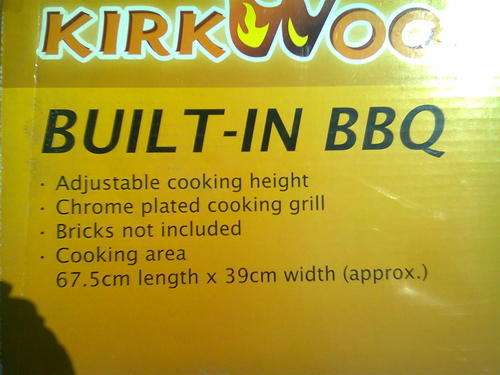 KIRKWOO
BUILT-IN BBQ
· Adjustable cooking height
· Chrome plated cooking grill
· Bricks not included
· Cooking area
67.5cm length x 39cm width (approx.)